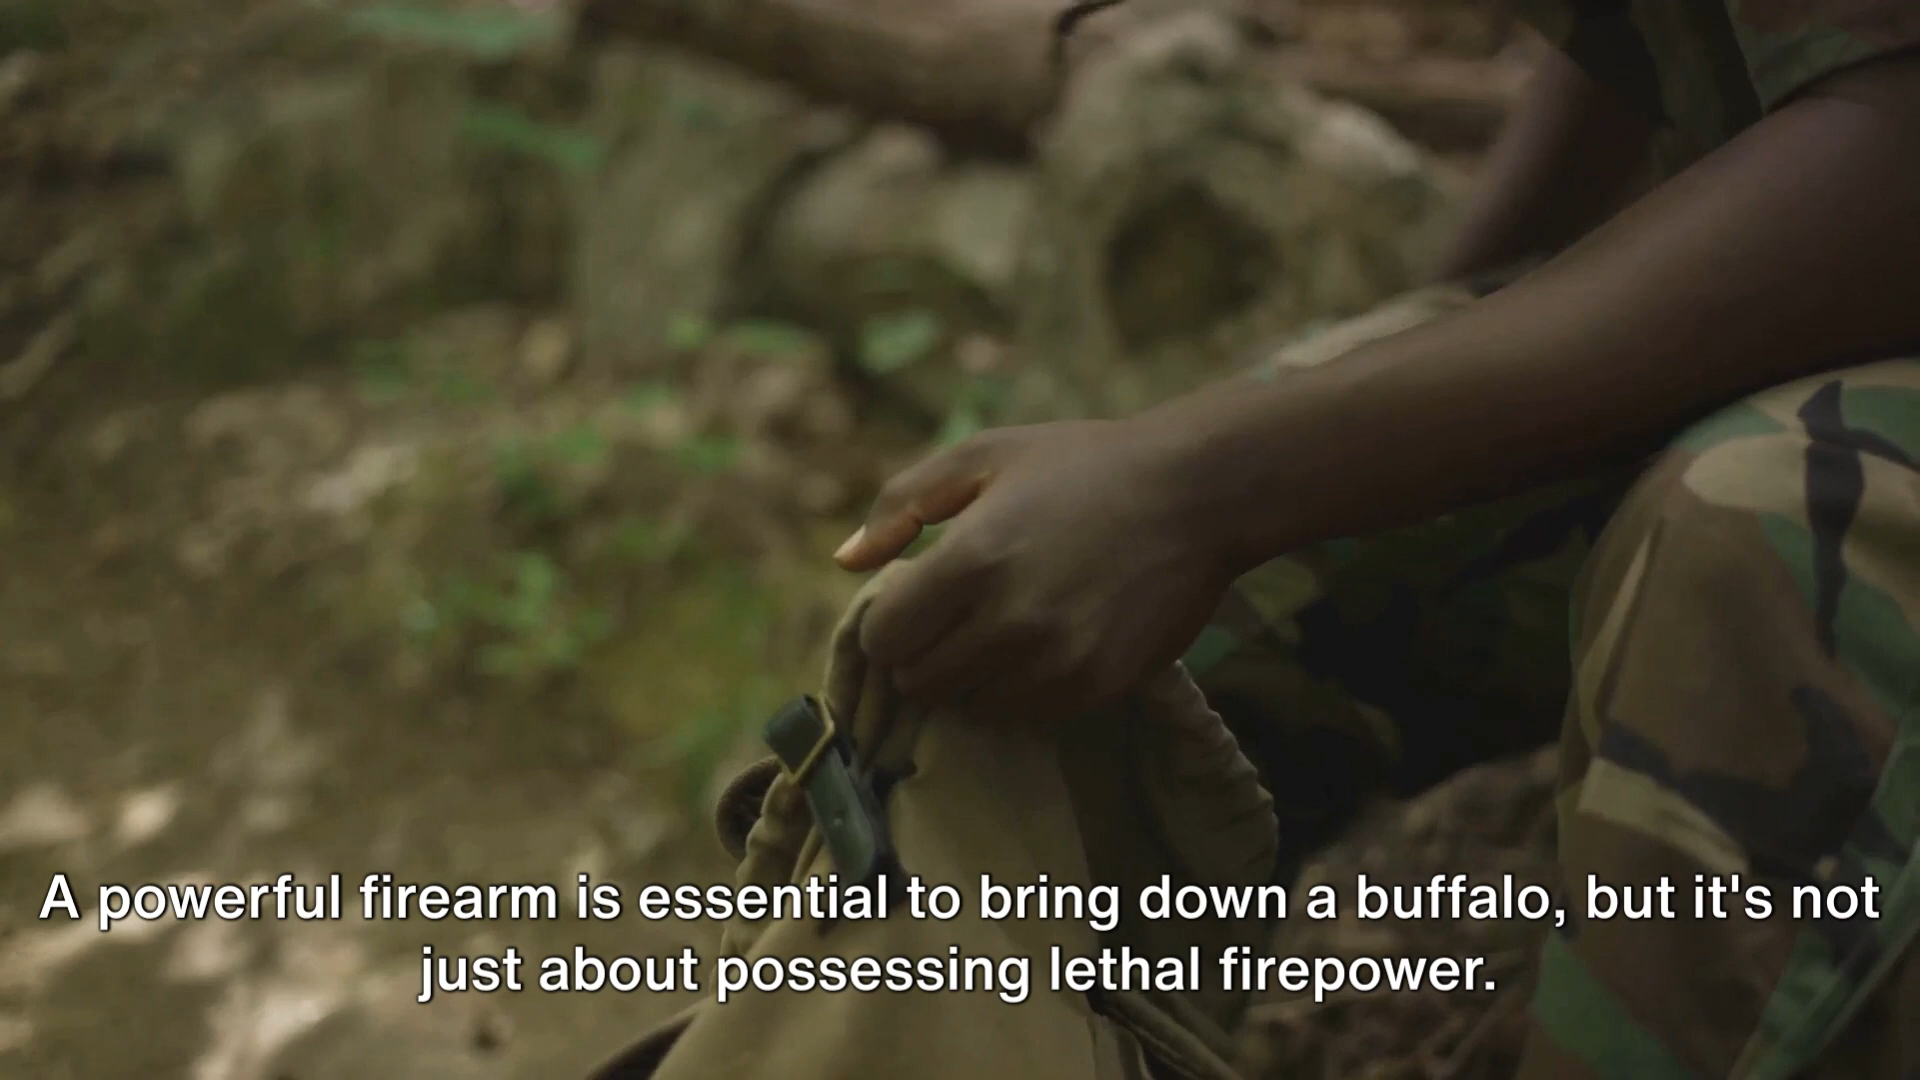 A powerful firearm is essential to bring down a buffalo, but it's not
just about possessing lethal firepower.